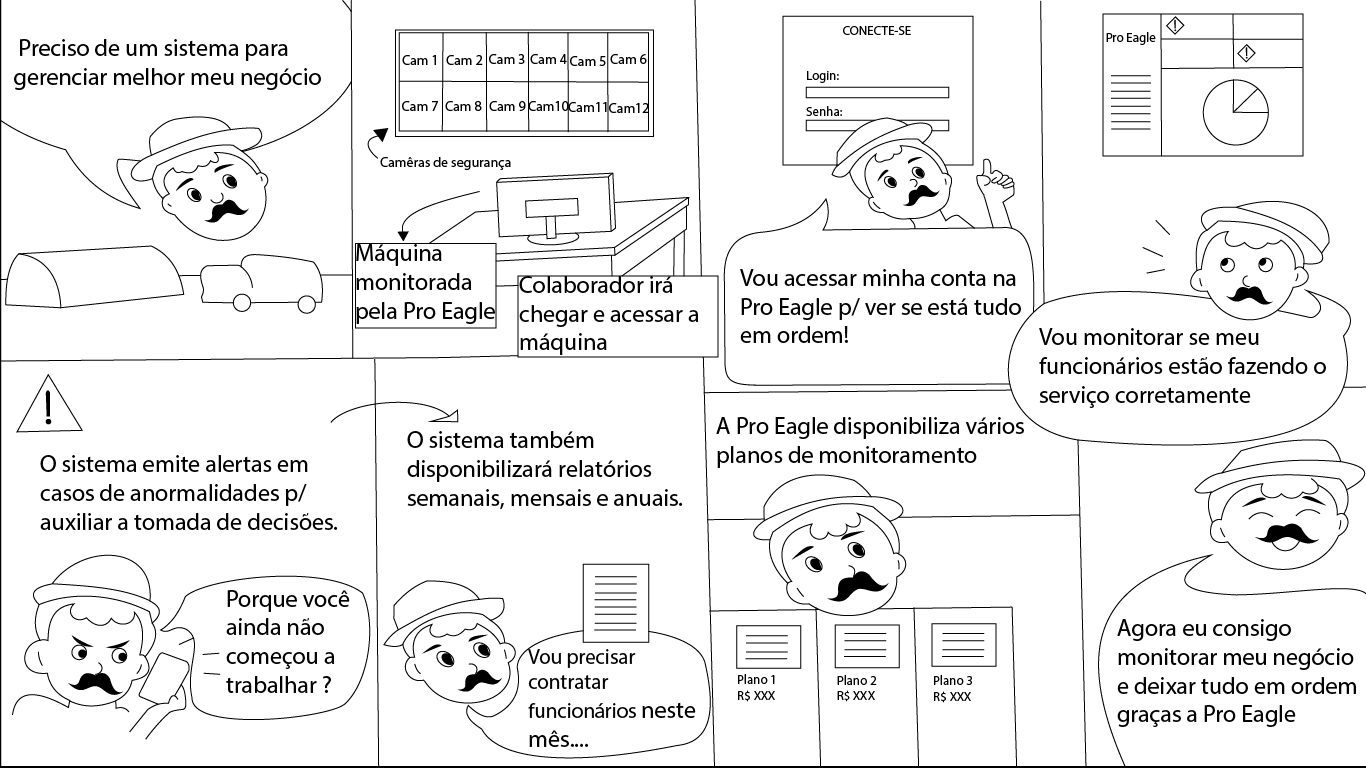 Preciso de um sistema para
gerenciar melhor meu negócio
Cam 1 Cam 2 Cam 3 Cam 4 Cam 5 Cam 6
Cam 7 Cam 8 Cam 9 Cam10 Cam11 Cam12
Camêras de segurança
Máquina
monitorada
pela Pro Eagle
Colaborador irá
chegar e acessar a
máquina
CONECTE-SE
Login:
Senha:
Vou acessar minha conta na
Pro Eagle p/ ver se está tudo
em ordem!
Pro Eagle
!
!
Vou monitorar se meu
funcionários estão fazendo o
serviço corretamente
!
O sistema emite alertas em
casos de anormalidades p/
auxiliar a tomada de decisões.
Porque você
ainda não
começou a
trabalhar ?
O sistema também
disponibilizará relatórios
semanais, mensais e anuais.
Vou precisar
contratar
funcionários neste
mês....
A Pro Eagle disponibiliza vários
planos de monitoramento
Plano 1
R$ XXX
Plano 2
R$ XXX
Plano 3
R$ XXX
Agora eu consigo
monitorar meu negócio
e deixar tudo em ordem
graças a Pro Eagle